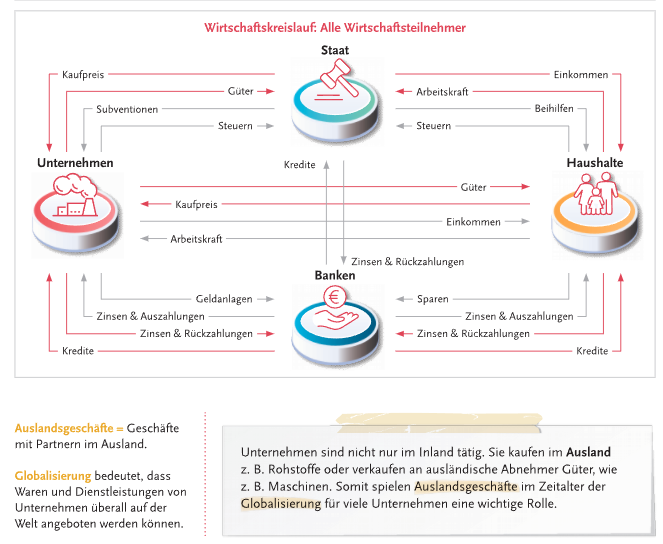 Wirtschaftskreislauf: Alle Wirtschaftsteilnehmer
Staat
Kaufpreis
Einkommen
Güter
Arbeitskraft
Subventionen
Beihilfen
Steuern
Steuern
Unternehmen
Kredite
Haushalte
Güter
Kaufpreis
Einkommen
Arbeitskraft
Zinsen & Rückzahlungen
Banken
Geldanlagen
Sparen
Zinsen & Auszahlungen
Zinsen & Auszahlungen
Zinsen & Rückzahlungen
Zinsen & Rückzahlungen
Kredite
Kredite
€
Auslandsgeschäfte = Geschäfte
mit Partnern im Ausland.
Globalisierung bedeutet, dass
Waren und Dienstleistungen von
Unternehmen überall auf der
Welt angeboten werden können.
Unternehmen sind nicht nur im Inland tätig. Sie kaufen im Ausland
z. B. Rohstoffe oder verkaufen an ausländische Abnehmer Güter, wie
z. B. Maschinen. Somit spielen Auslandsgeschäfte im Zeitalter der
Globalisierung für viele Unternehmen eine wichtige Rolle.